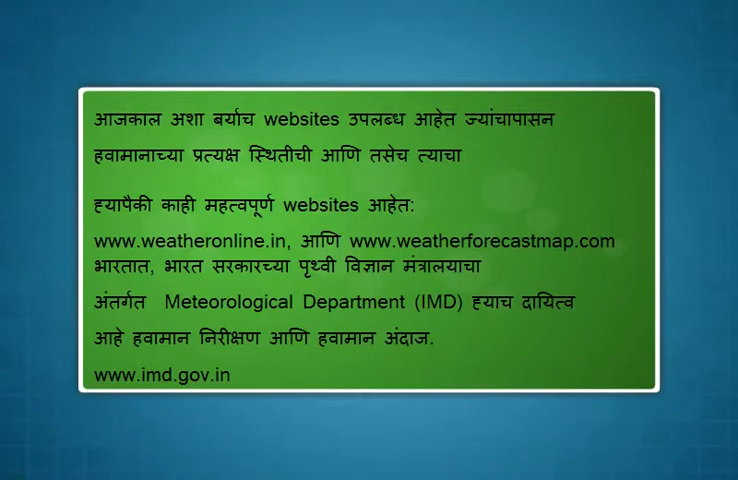 आजकाल अशा बर्याच websites उपलब्ध आहेत ज्यांचापासन
हवामानाच्या प्रत्यक्ष स्थितीची आणि तसेच त्याचा
ह्यापैकी काही महत्वपूर्ण websites आहेत:
www.weatheronline.in, आणि www.weatherforecastmap.com
भारतात, भारत सरकारच्या पृथ्वी विज्ञान मंत्रालयाचा
अंतर्गत Meteorological Department (IMD) ह्याच दायित्व
आहे हवामान निरीक्षण आणि हवामान अंदाज.
www.imd.gov.in